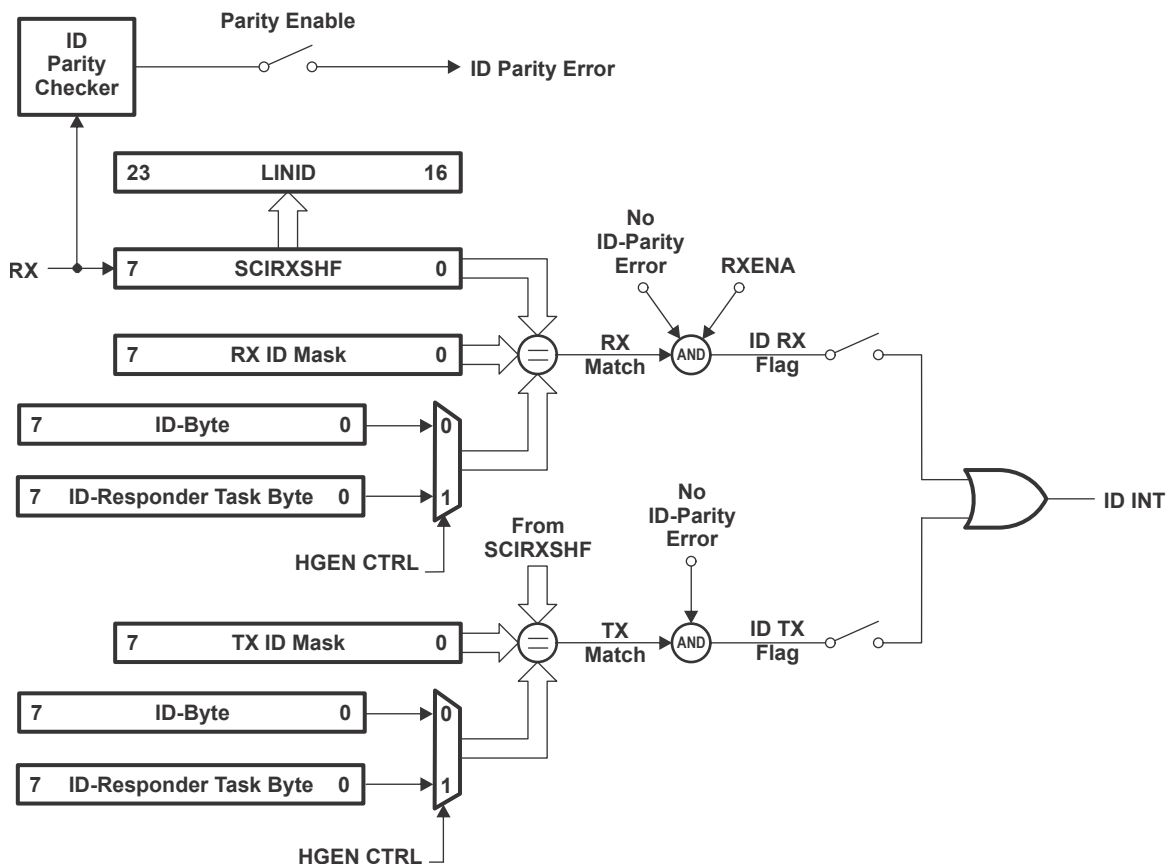 Parity Enable
ID
Parity
Checker
ID Parity Error
23 LINID 16
RX
7 SCIRXSHF 0
No
ID-Parity
Error
RXENA
7 RX ID Mask 0
=
RX
Match
AND
ID RX
Flag
7 ID-Byte 0
0
7 ID-Responder Task Byte 0
1
HGEN CTRL
ID INT
From
SCIRXSHF
No
ID-Parity
Error
7 TX ID Mask 0
=
TX
Match
AND
ID TX
Flag
7 ID-Byte 0
0
7 ID-Responder Task Byte 0
1
HGEN CTRL